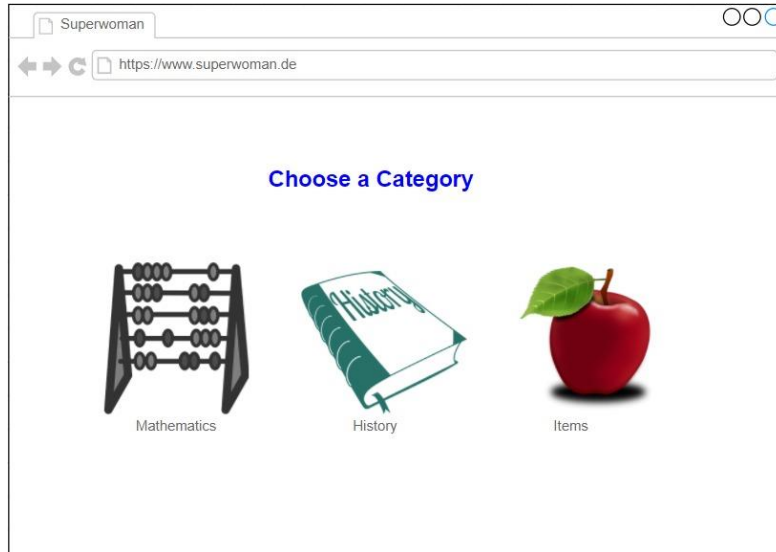 Superwoman
https://www.superwoman.de
Choose a Category
History
Mathematics
History
Items